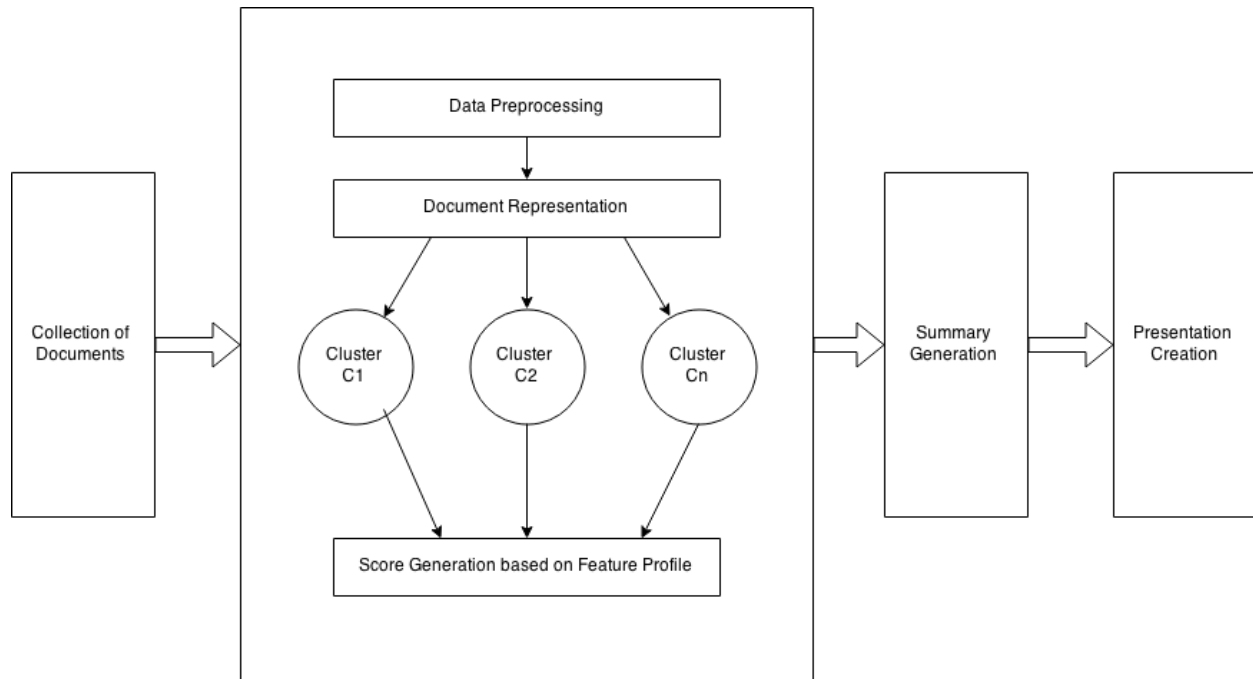 Data Preprocessing
Document Representation
Collection of
Documents
Cluster
C1
Cluster
C2
Cluster
Cn
Summary
Generation
Presentation
Creation
Score Generation based on Feature Profile